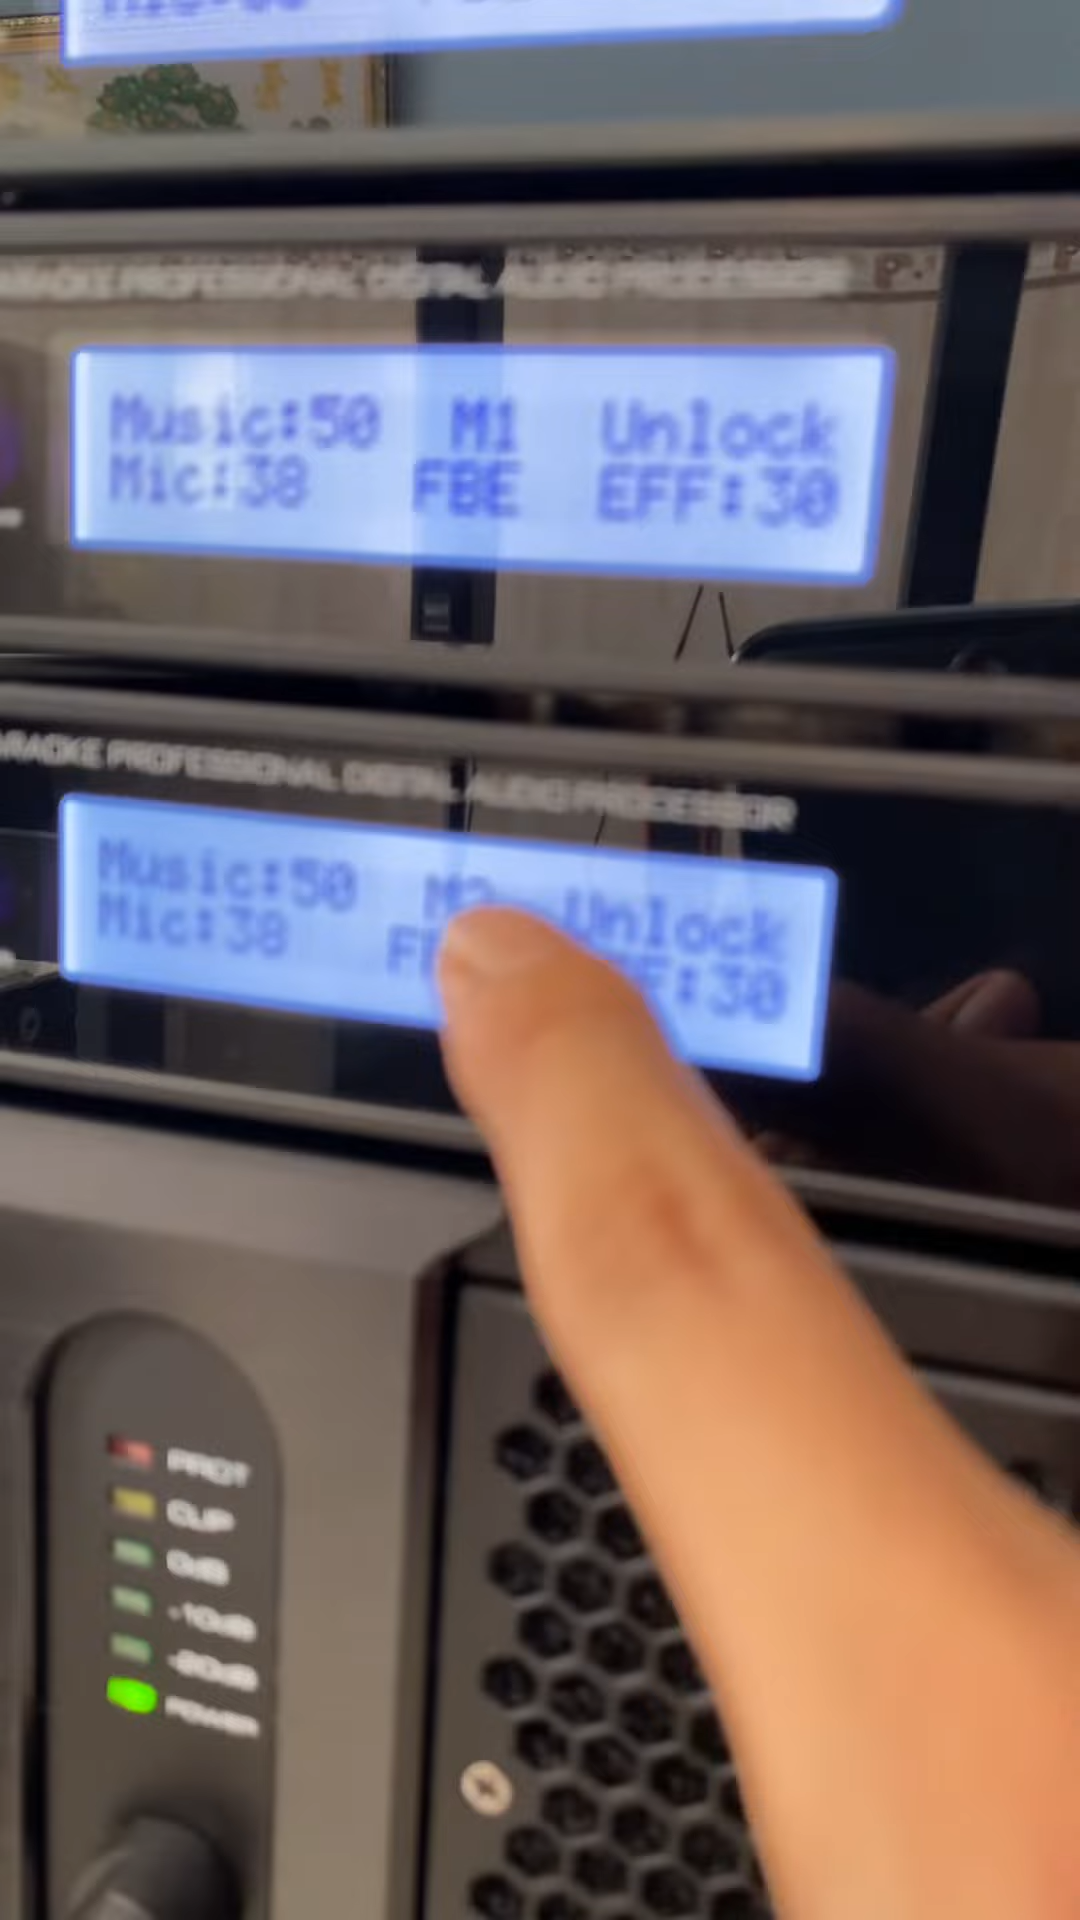 PROFESSIONAL DIGITAL AUDIO PROCESSOR
Music:50 M1 Unlock
Mic:38 FBE EFF:30
KARAOKE PROFESSIONAL DIGITAL AUDIO PROCESSOR
Music:50 M2 Unlock
Mic:38 F :30
PROT
CLIP
0dB
-10dB
-20dB
POWER